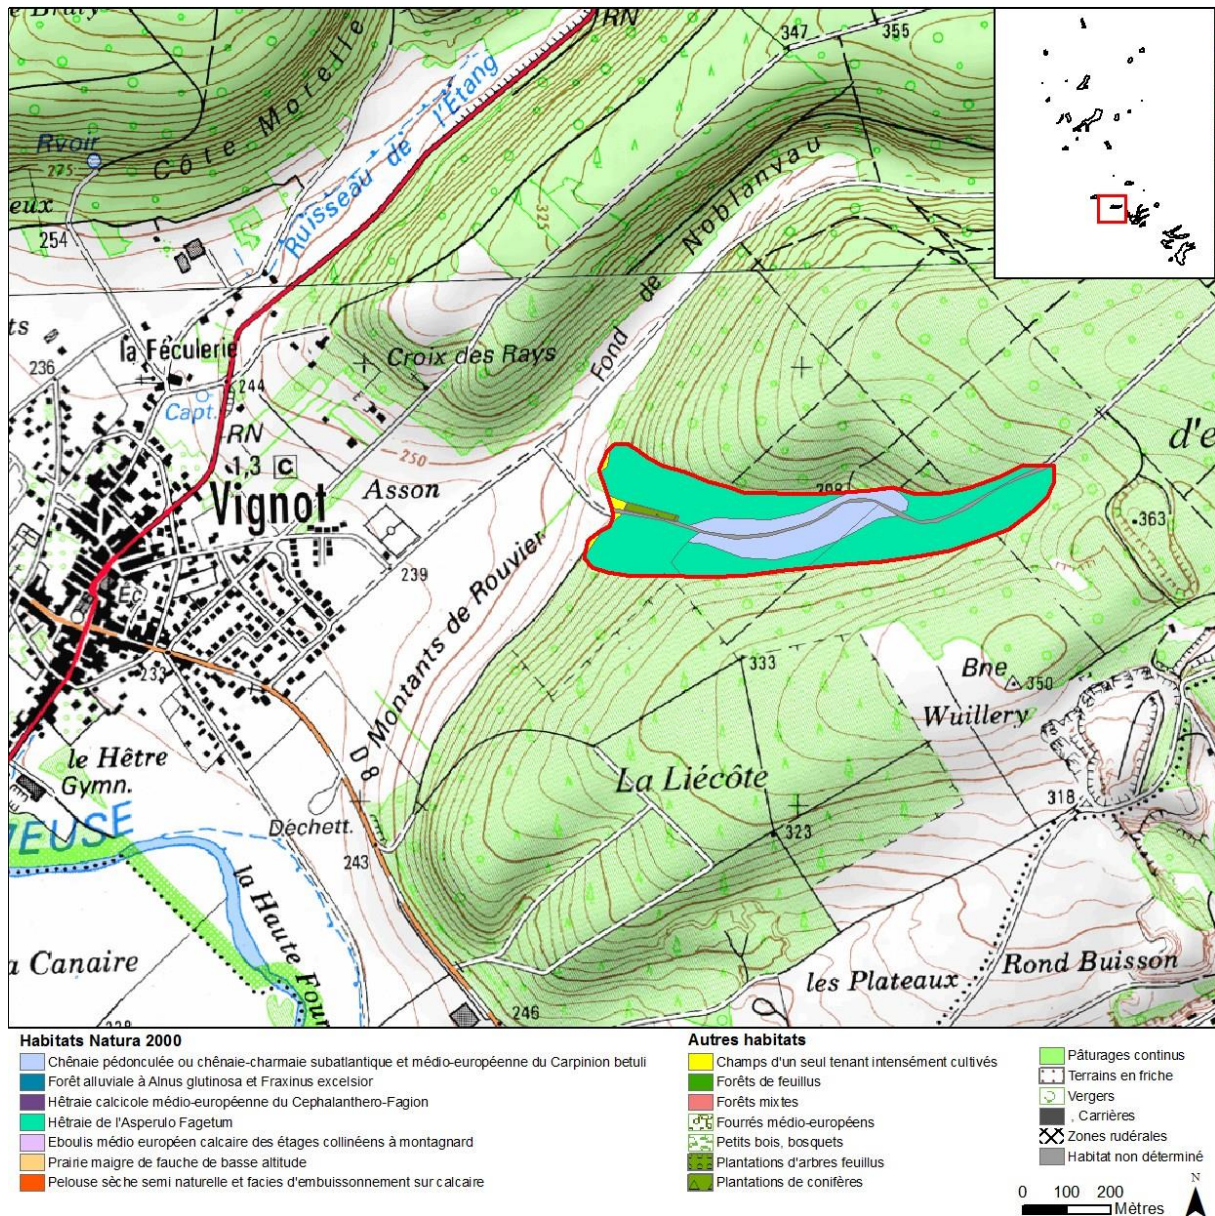 RN
347
355
Côte Moreille
Ruisseau de l'Etang
Rvoir
275
325
eux
254
Fond de Noblanvau
ts
la Féculerie
Croix des Rays
236
244
Capt.
RN
250
1,3 C
Vignot
Asson
d'e
298
363
239
Montants de Rouvier
Ec.
233
333
Bne
350
Wuillery
le Hêtre
Gymn.
D 8
La Liécôte
318
323
Déchett.
EUSE
243
la Haute Four
a Canaire
les Plateaux
Rond Buisson
246
Habitats Natura 2000
Chênaie pédonculée ou chênaie-charmaie subatlantique et médio-européenne du Carpinion betuli
Forêt alluviale à Alnus glutinosa et Fraxinus excelsior
Hêtraie calcicole médio-européenne du Cephalanthero-Fagion
Hêtraie de l'Asperulo Fagetum
Eboulis médio européen calcaire des étages collinéens à montagnard
Prairie maigre de fauche de basse altitude
Pelouse sèche semi naturelle et facies d'embuissonnement sur calcaire
Autres habitats
Champs d'un seul tenant intensément cultivés
Forêts de feuillus
Forêts mixtes
Fourrés médio-européens
Petits bois, bosquets
Plantations d'arbres feuillus
Plantations de conifères
Pâturages continus
Terrains en friche
Vergers
, Carrières
Zones rudérales
Habitat non déterminé
N
0 100 200
Mètres